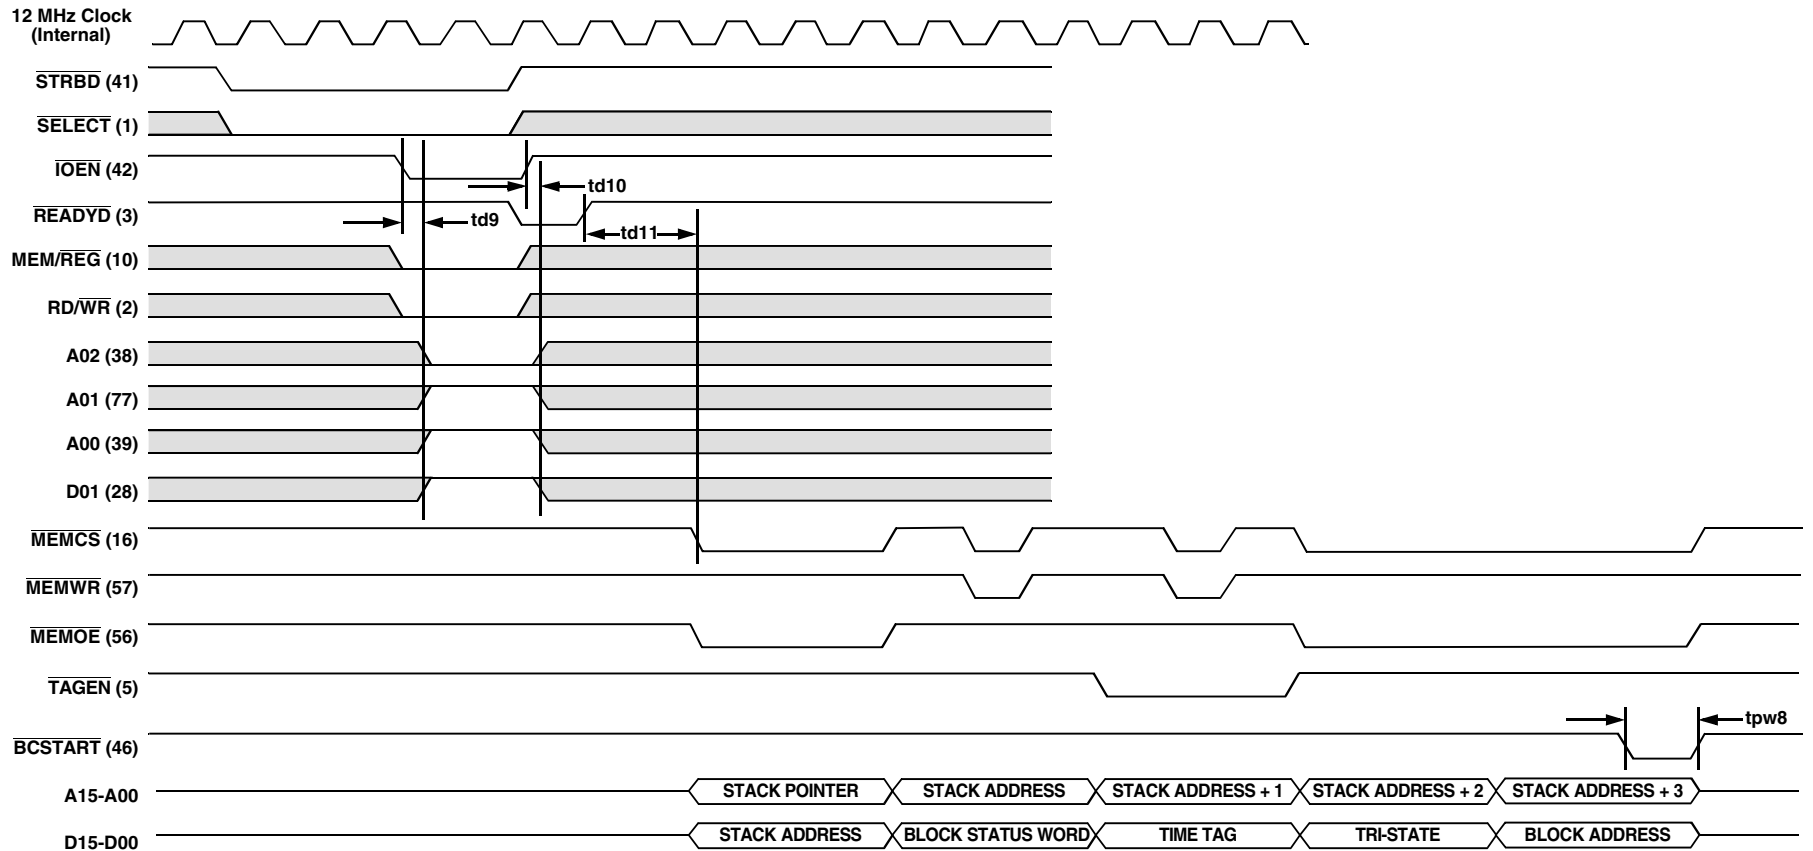 12 MHz Clock
(Internal)
STRBD (41)
SELECT (1)
IOEN (42)
td10
READYD (3)
td9
td11
MEM/REG (10)
RD/WR (2)
A02 (38)
A01 (77)
A00 (39)
D01 (28)
MEMCS (16)
MEMWR (57)
MEMOE (56)
TAGEN (5)
tpw8
BCSTART (46)
A15-A00 STACK POINTER STACK ADDRESS STACK ADDRESS + 1 STACK ADDRESS + 2 STACK ADDRESS + 3
D15-D00 STACK ADDRESS BLOCK STATUS WORD TIME TAG TRI-STATE BLOCK ADDRESS